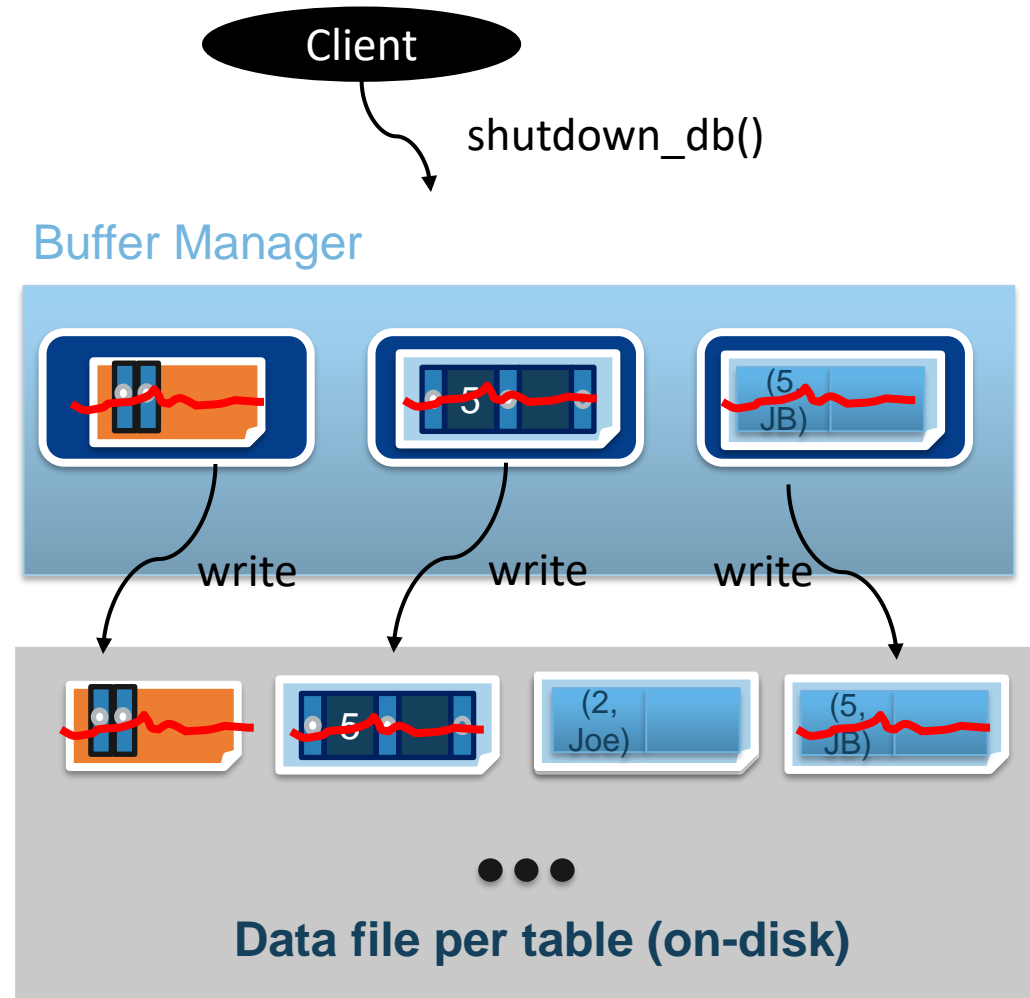 Client
shutdown_db()
Buffer Manager
5
(5,
JB)
write
write
write
5
(2,
Joe)
(5,
JB)
Data file per table (on-disk)